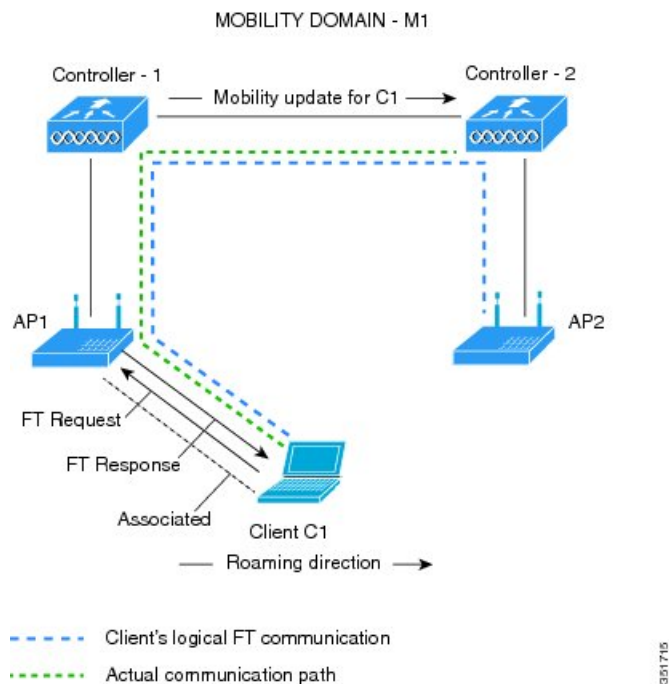 MOBILITY DOMAIN - M1
Controller - 1
Controller - 2
Mobility update for C1
AP1
AP2
FT Request
FT Response
Associated
Client C1
Roaming direction
Client's logical FT communication
Actual communication path
351715